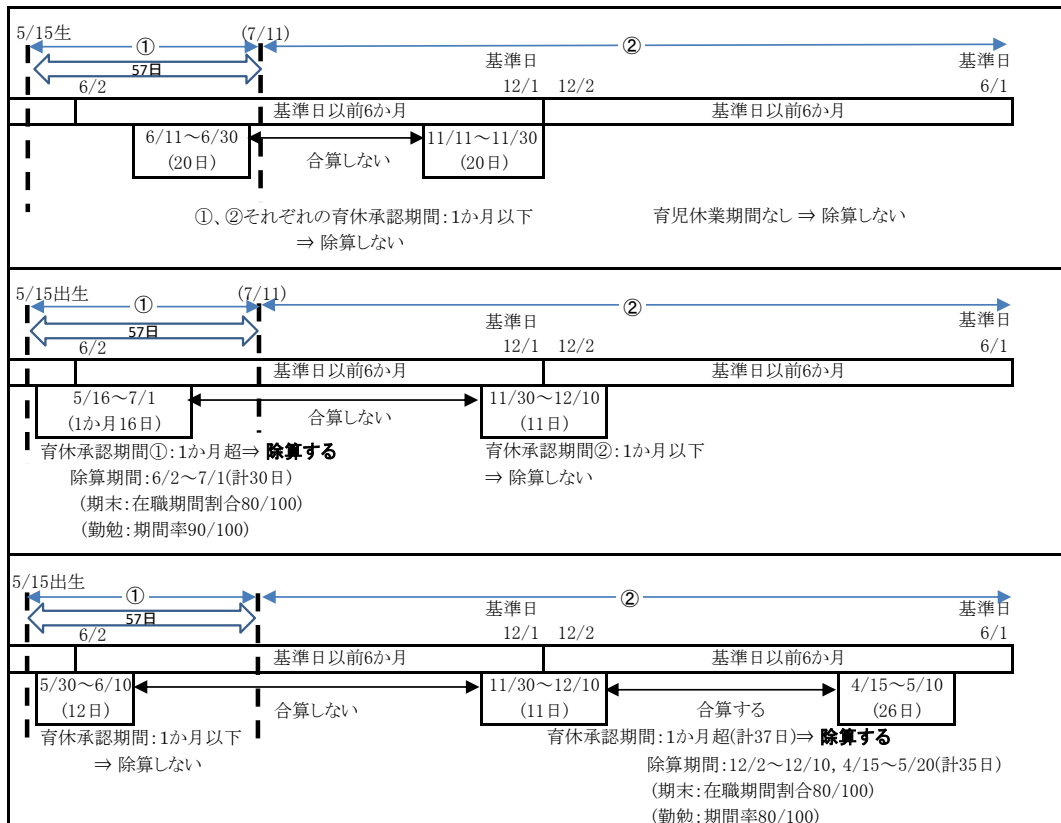 5/15生
(7/11)
①
②
57日
基準日
基準日
6/2
12/1
12/2
6/1
基準日以前6か月
基準日以前6か月
6/11～6/30
(20日)
合算しない
11/11～11/30
(20日)
①、②それぞれの育休承認期間：1か月以下
⇒ 除算しない
育児休業期間なし ⇒ 除算しない
5/15出生
(7/11)
①
②
57日
基準日
基準日
6/2
12/1
12/2
6/1
基準日以前6か月
基準日以前6か月
5/16～7/1
(1か月16日)
合算しない
11/30～12/10
(11日)
育休承認期間①：1か月超⇒ 除算する
除算期間：6/2～7/1(計30日)
(期末：在職期間割合80/100)
(勤勉：期間率90/100)
育休承認期間②：1か月以下
⇒ 除算しない
5/15出生
①
②
57日
基準日
基準日
6/2
12/1
12/2
6/1
基準日以前6か月
基準日以前6か月
5/30～6/10
(12日)
合算しない
11/30～12/10
(11日)
合算する
4/15～5/10
(26日)
育休承認期間：1か月以下
⇒ 除算しない
育休承認期間：1か月超(計37日)⇒ 除算する
除算期間：12/2～12/10, 4/15～5/20(計35日)
(期末：在職期間割合80/100)
(勤勉：期間率80/100)